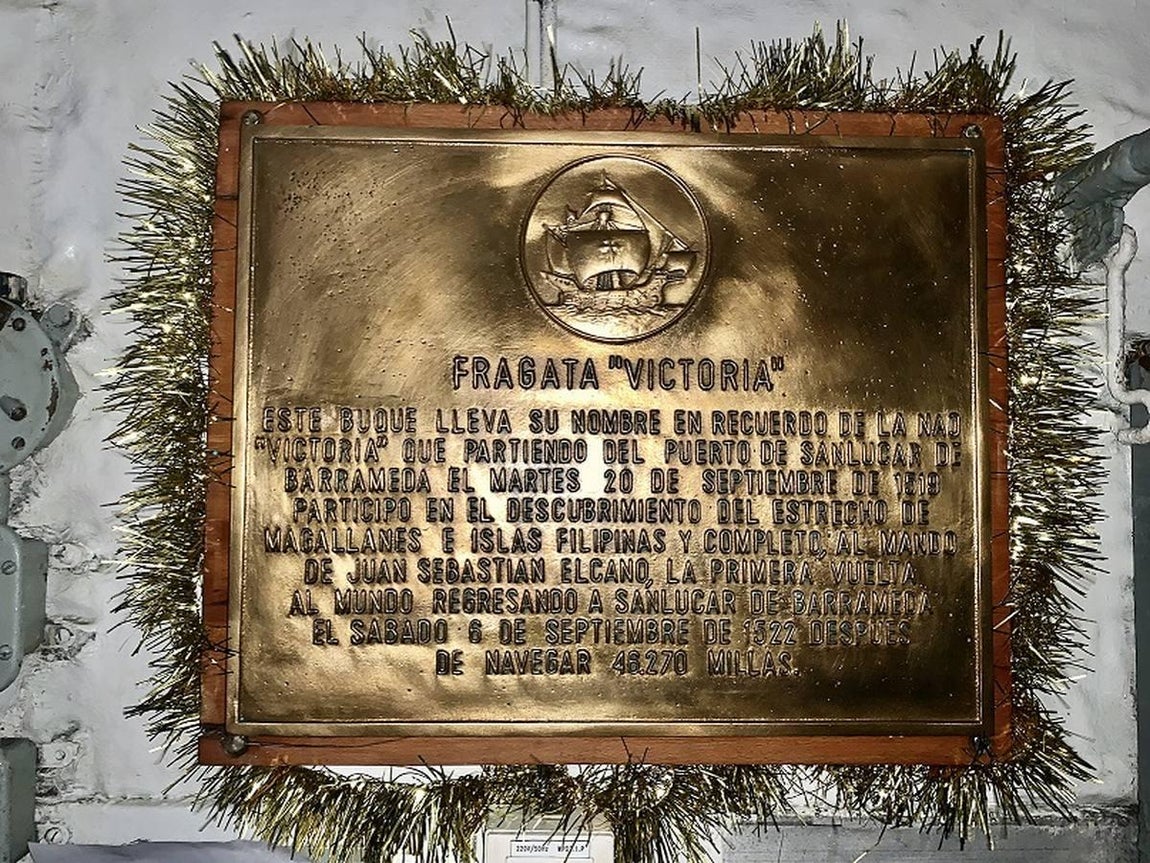 FRAGATA "VICTORIA"
ESTE BUQUE LLEVA SU NOMBRE EN RECUERDO DE LA NAO
"VICTORIA" QUE PARTIENDO DEL PUERTO DE SANLUCAR DE
BARRAMEDA EL MARTES 20 DE SEPTIEMBRE DE 1519
PARTICIPO EN EL DESCUBRIMIENTO DEL ESTRECHO DE
MAGALLANES E ISLAS FILIPINAS Y COMPLETO, AL MANDO
DE JUAN SEBASTIAN ELCANO, LA PRIMERA VUELTA
AL MUNDO REGRESANDO A SANLUCAR DE BARRAMEDA
EL SABADO 6 DE SEPTIEMBRE DE 1522 DESPUES
DE NAVEGAR 46.270 MILLAS.
220V/50Hz